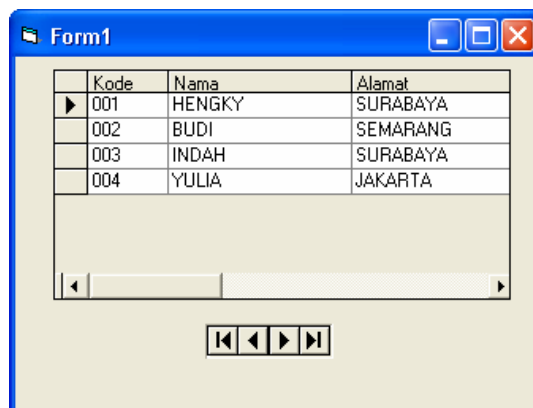 Form1
Kode Nama Alamat
001 HENGKY SURABAYA
002 BUDI SEMARANG
003 INDAH SURABAYA
004 YULIA JAKARTA